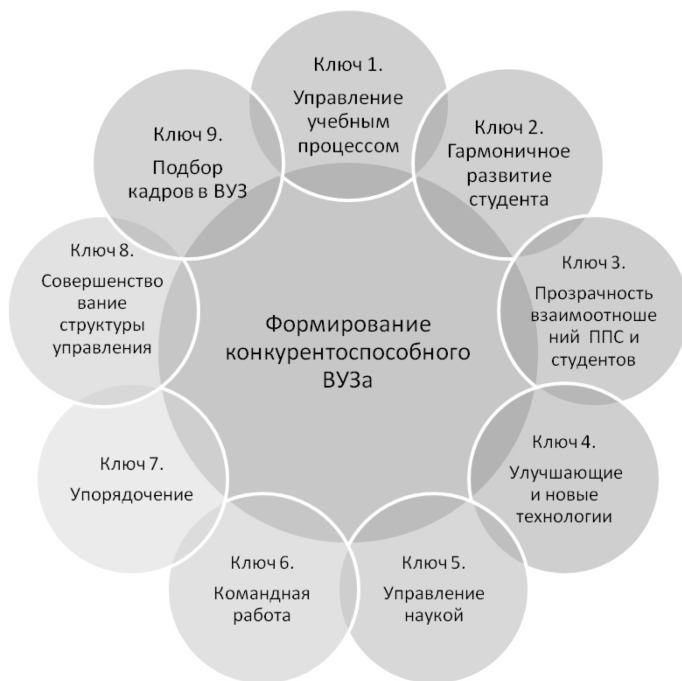 Ключ 1.
Управление
учебным
процессом
Ключ 2.
Гармоничное
развитие
студента
Ключ 3.
Прозрачность
взаимоотноше
ний ППС и
студентов
Ключ 4.
Улучшающие
и новые
технологии
Ключ 5.
Управление
наукой
Ключ 6.
Командная
работа
Ключ 7.
Упорядочение
Ключ 8.
Совершенство
вание
структуры
управления
Ключ 9.
Подбор
кадров в ВУЗ
Формирование
конкурентоспособного
ВУЗа